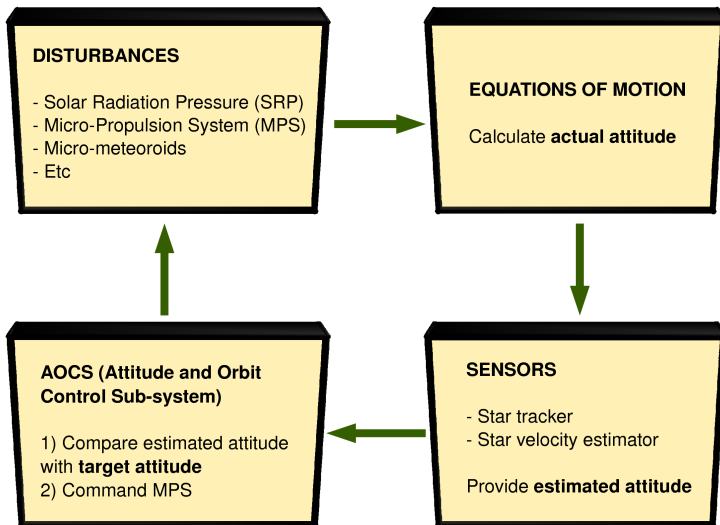 DISTURBANCES
- Solar Radiation Pressure (SRP)
- Micro-Propulsion System (MPS)
- Micro-meteoroids
- Etc
EQUATIONS OF MOTION
Calculate actual attitude
AOCS (Attitude and Orbit
Control Sub-system)
1) Compare estimated attitude
with target attitude
2) Command MPS
SENSORS
- Star tracker
- Star velocity estimator
Provide estimated attitude